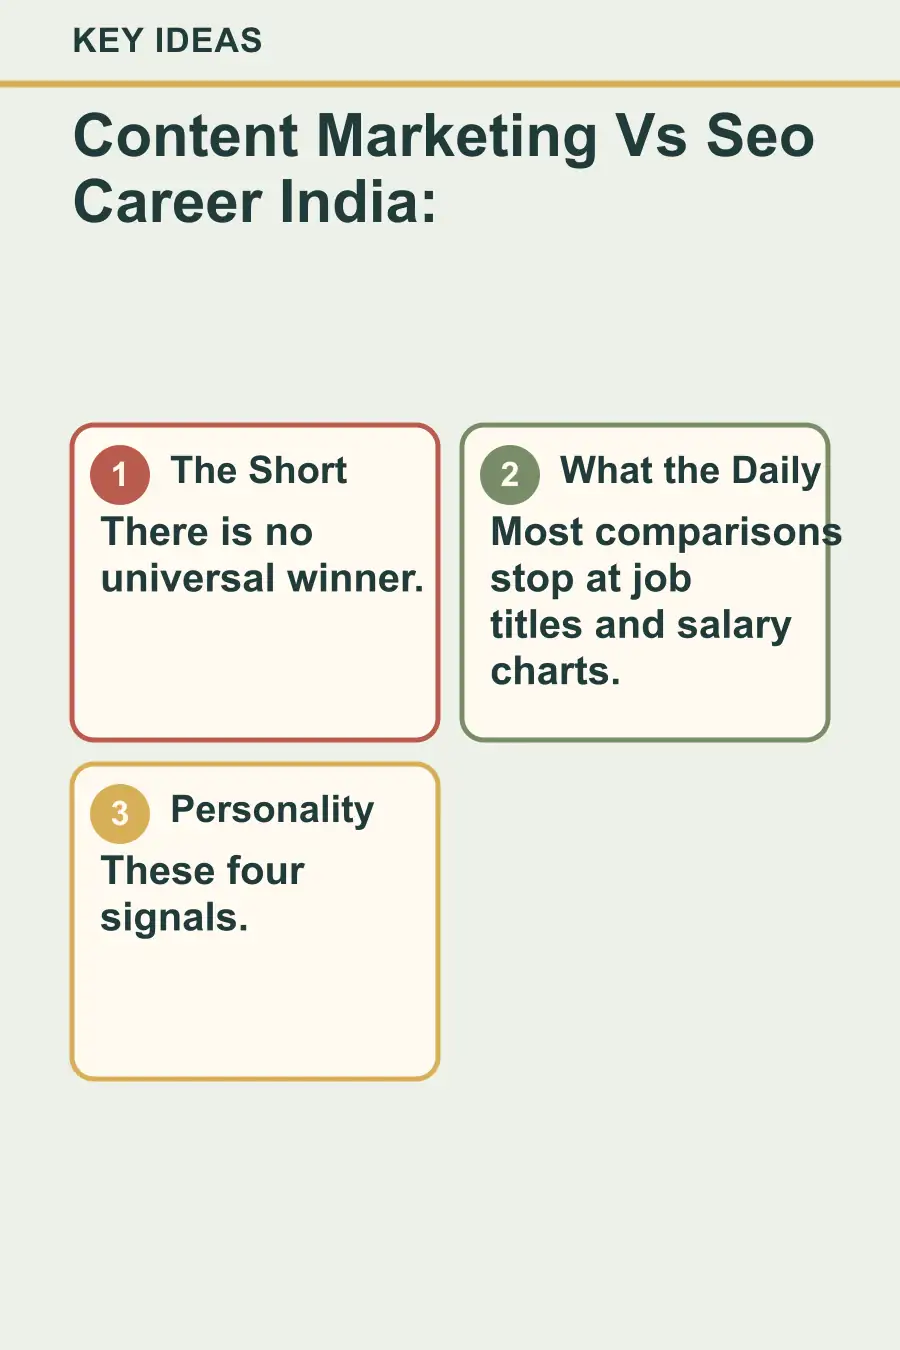 KEY IDEAS
Content Marketing Vs Seo
Career India:
1 The Short
There is no
universal winner.
2 What the Daily
Most comparisons
stop at job
titles and salary
charts.
3 Personality
These four
signals.